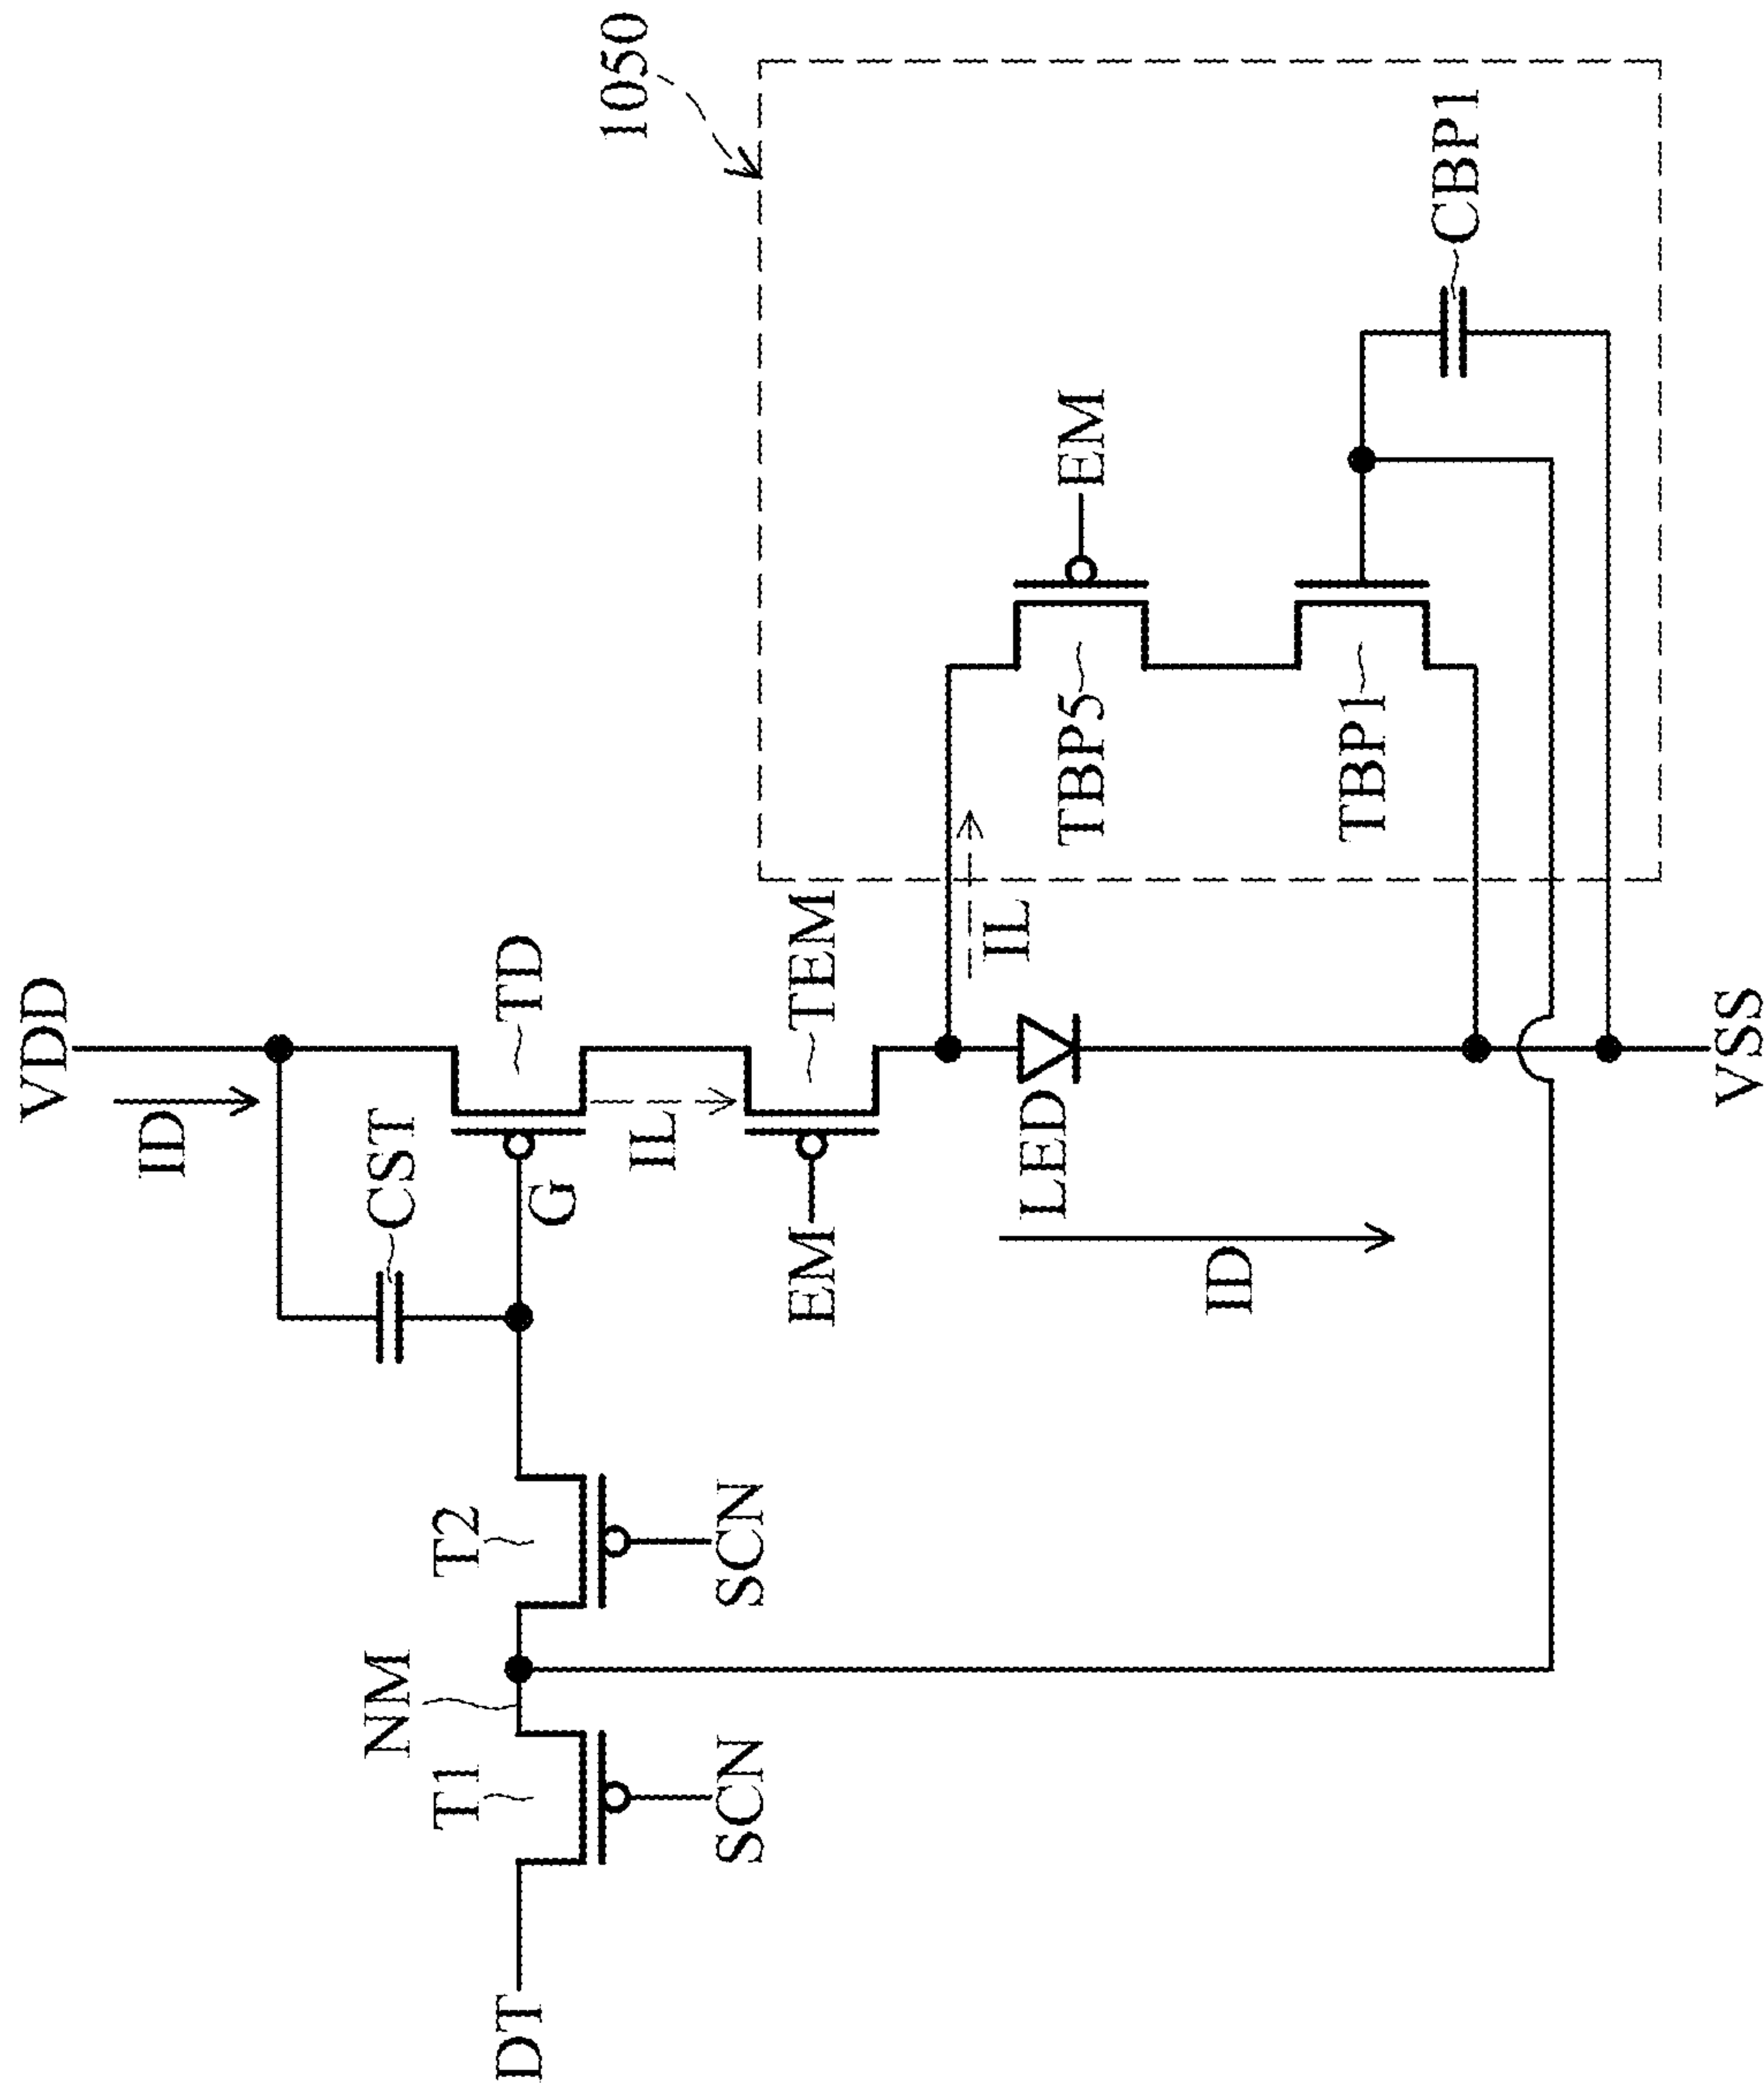 1050
VDD
ID
CST
TD
G
IL
T2
NM
T1
SCN
SCN
DT
EM
TEM
IL
LED
ID
EM
TBP5
TBP1
CBP1
VSS